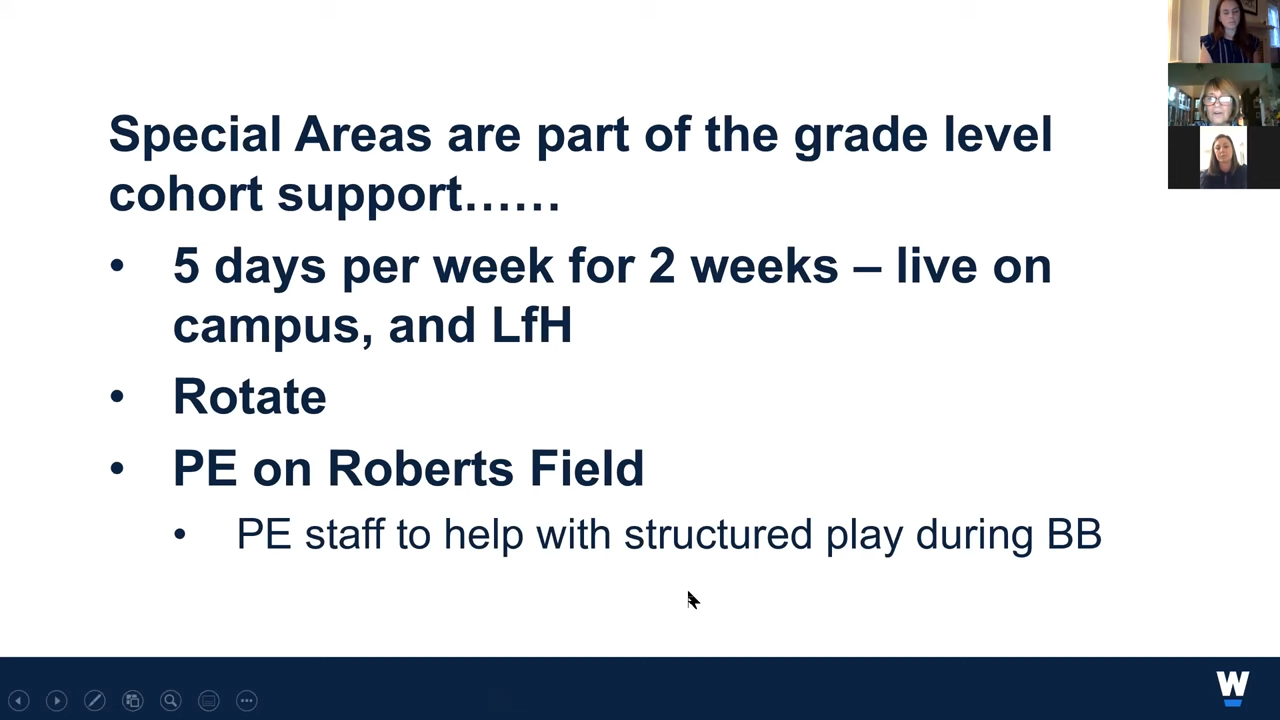 Special Areas are part of the grade level
cohort support……
• 5 days per week for 2 weeks – live on
campus, and LfH
• Rotate
• PE on Roberts Field
• PE staff to help with structured play during BB
W